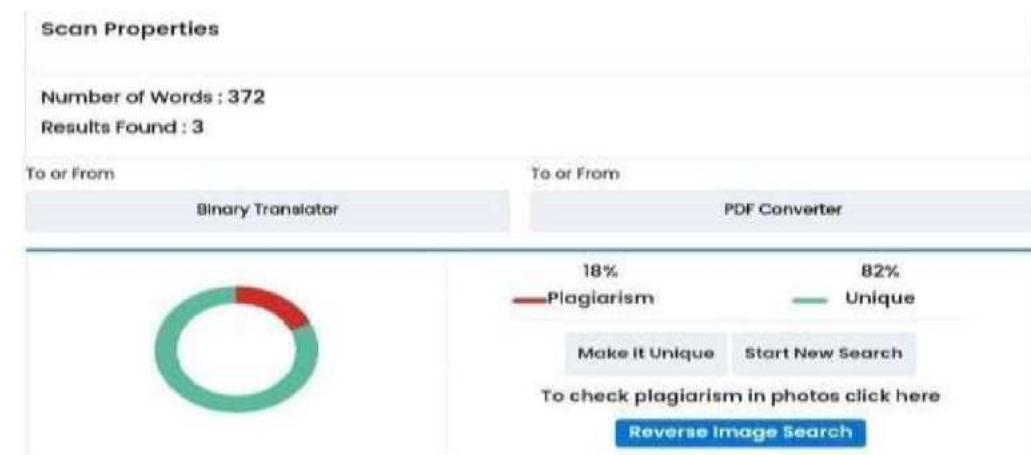 Scan Properties
Number of Words : 372
Results Found : 3
To or From
To or From
Binary Translator
PDF Converter
18%
82%
Plagiarism
Unique
Make it Unique
Start New Search
To check plagiarism in photos click here
Reverse Image Search